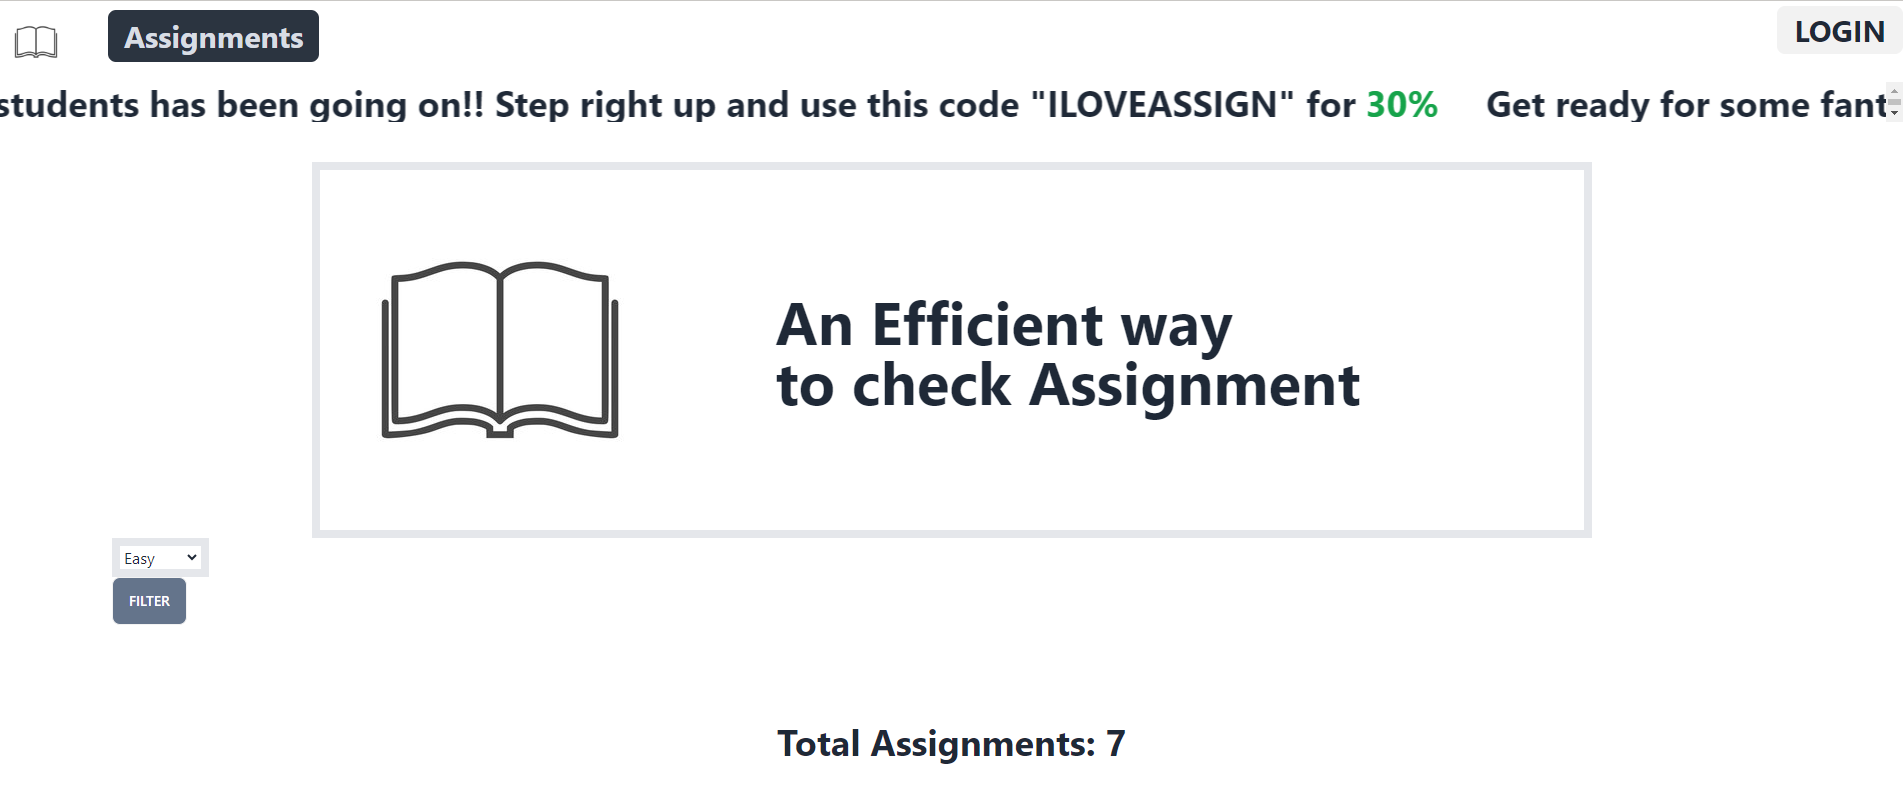 Assignments
LOGIN
students has been going on!! Step right up and use this code "ILOVEASSIGN" for 30% Get ready for some fant
An Efficient way
to check Assignment
Easy
FILTER
Total Assignments: 7